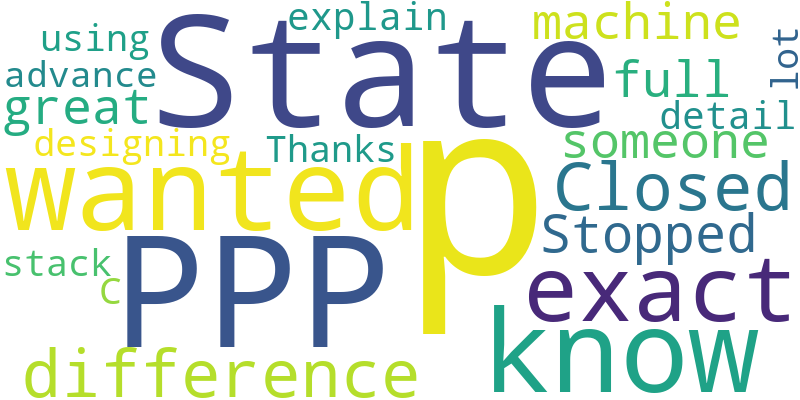 explain
machine
using
State
lot
advance
full
great
detail
designing
Thanks
someone
wanted
p
Closed
Stopped
PPP
stack
C
exact
know
difference